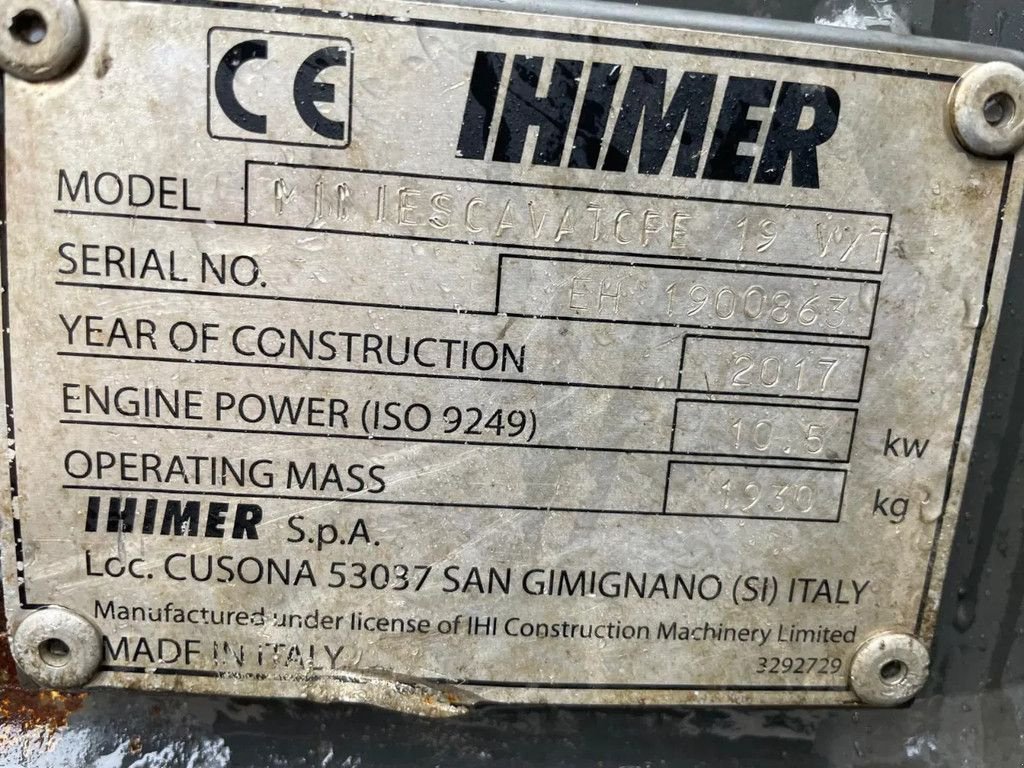 CE IHIMER
MODEL MINIESCAVATORE 19 V/T
SERIAL NO. EH 1900863
YEAR OF CONSTRUCTION 2017
ENGINE POWER (ISO 9249) 10.5 kw
OPERATING MASS 1930 kg
IHIMER S.p.A.
Loc. CUSONA 53037 SAN GIMIGNANO (SI) ITALY
Manufactured under license of IHI Construction Machinery Limited
MADE IN ITALY 3292729